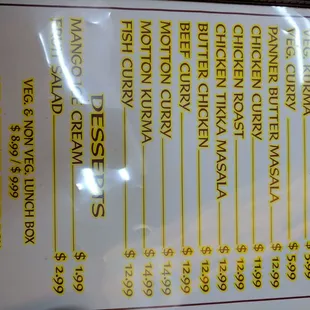 KURMA
VEG. CURRY $ 5.99
PANNER BUTTER MASALA $ 12.99
CHICKEN CURRY $ 11.99
CHICKEN ROAST $ 12.99
CHICKEN TIKKA MASALA $ 12.99
BUTTER CHICKEN $ 12.99
BEEF CURRY $ 12.99
MOTTON CURRY $ 14.99
MOTTON KURMA $ 14.99
FISH CURRY $ 12.99
DESSERTS
MANGO ICE CREAM $ 1.99
FRUIT SALAD $ 2.99
VEG. & NON VEG. LUNCH BOX
$ 8.99 / $ 9.99